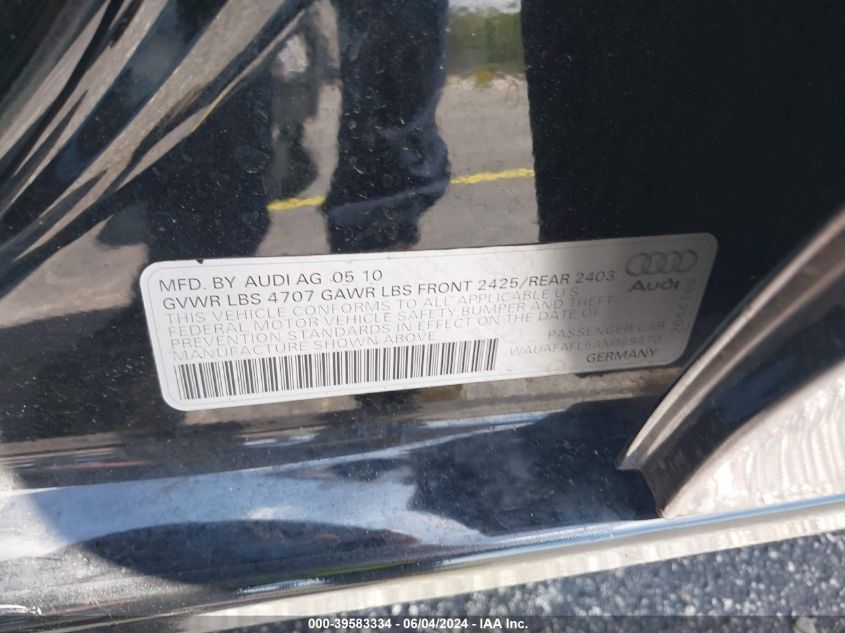 MFD. BY AUDI AG .05 10
GVWR LBS 4707 GAWR LBS FRONT 2425/REAR 2403
THIS VEHICLE CONFORMS TO ALL APPLICABLE U.S.
FEDERAL MOTOR VEHICLE SAFETY, BUMPER AND THEFT
PREVENTION STANDARDS IN EFFECT ON THE DATE OF
MANUFACTURE SHOWN ABOVE
PASSENGER CAR
WAUAFAFL5AN069410
GERMANY
Audi
000-39583334 - 06/04/2024 - IAA Inc.